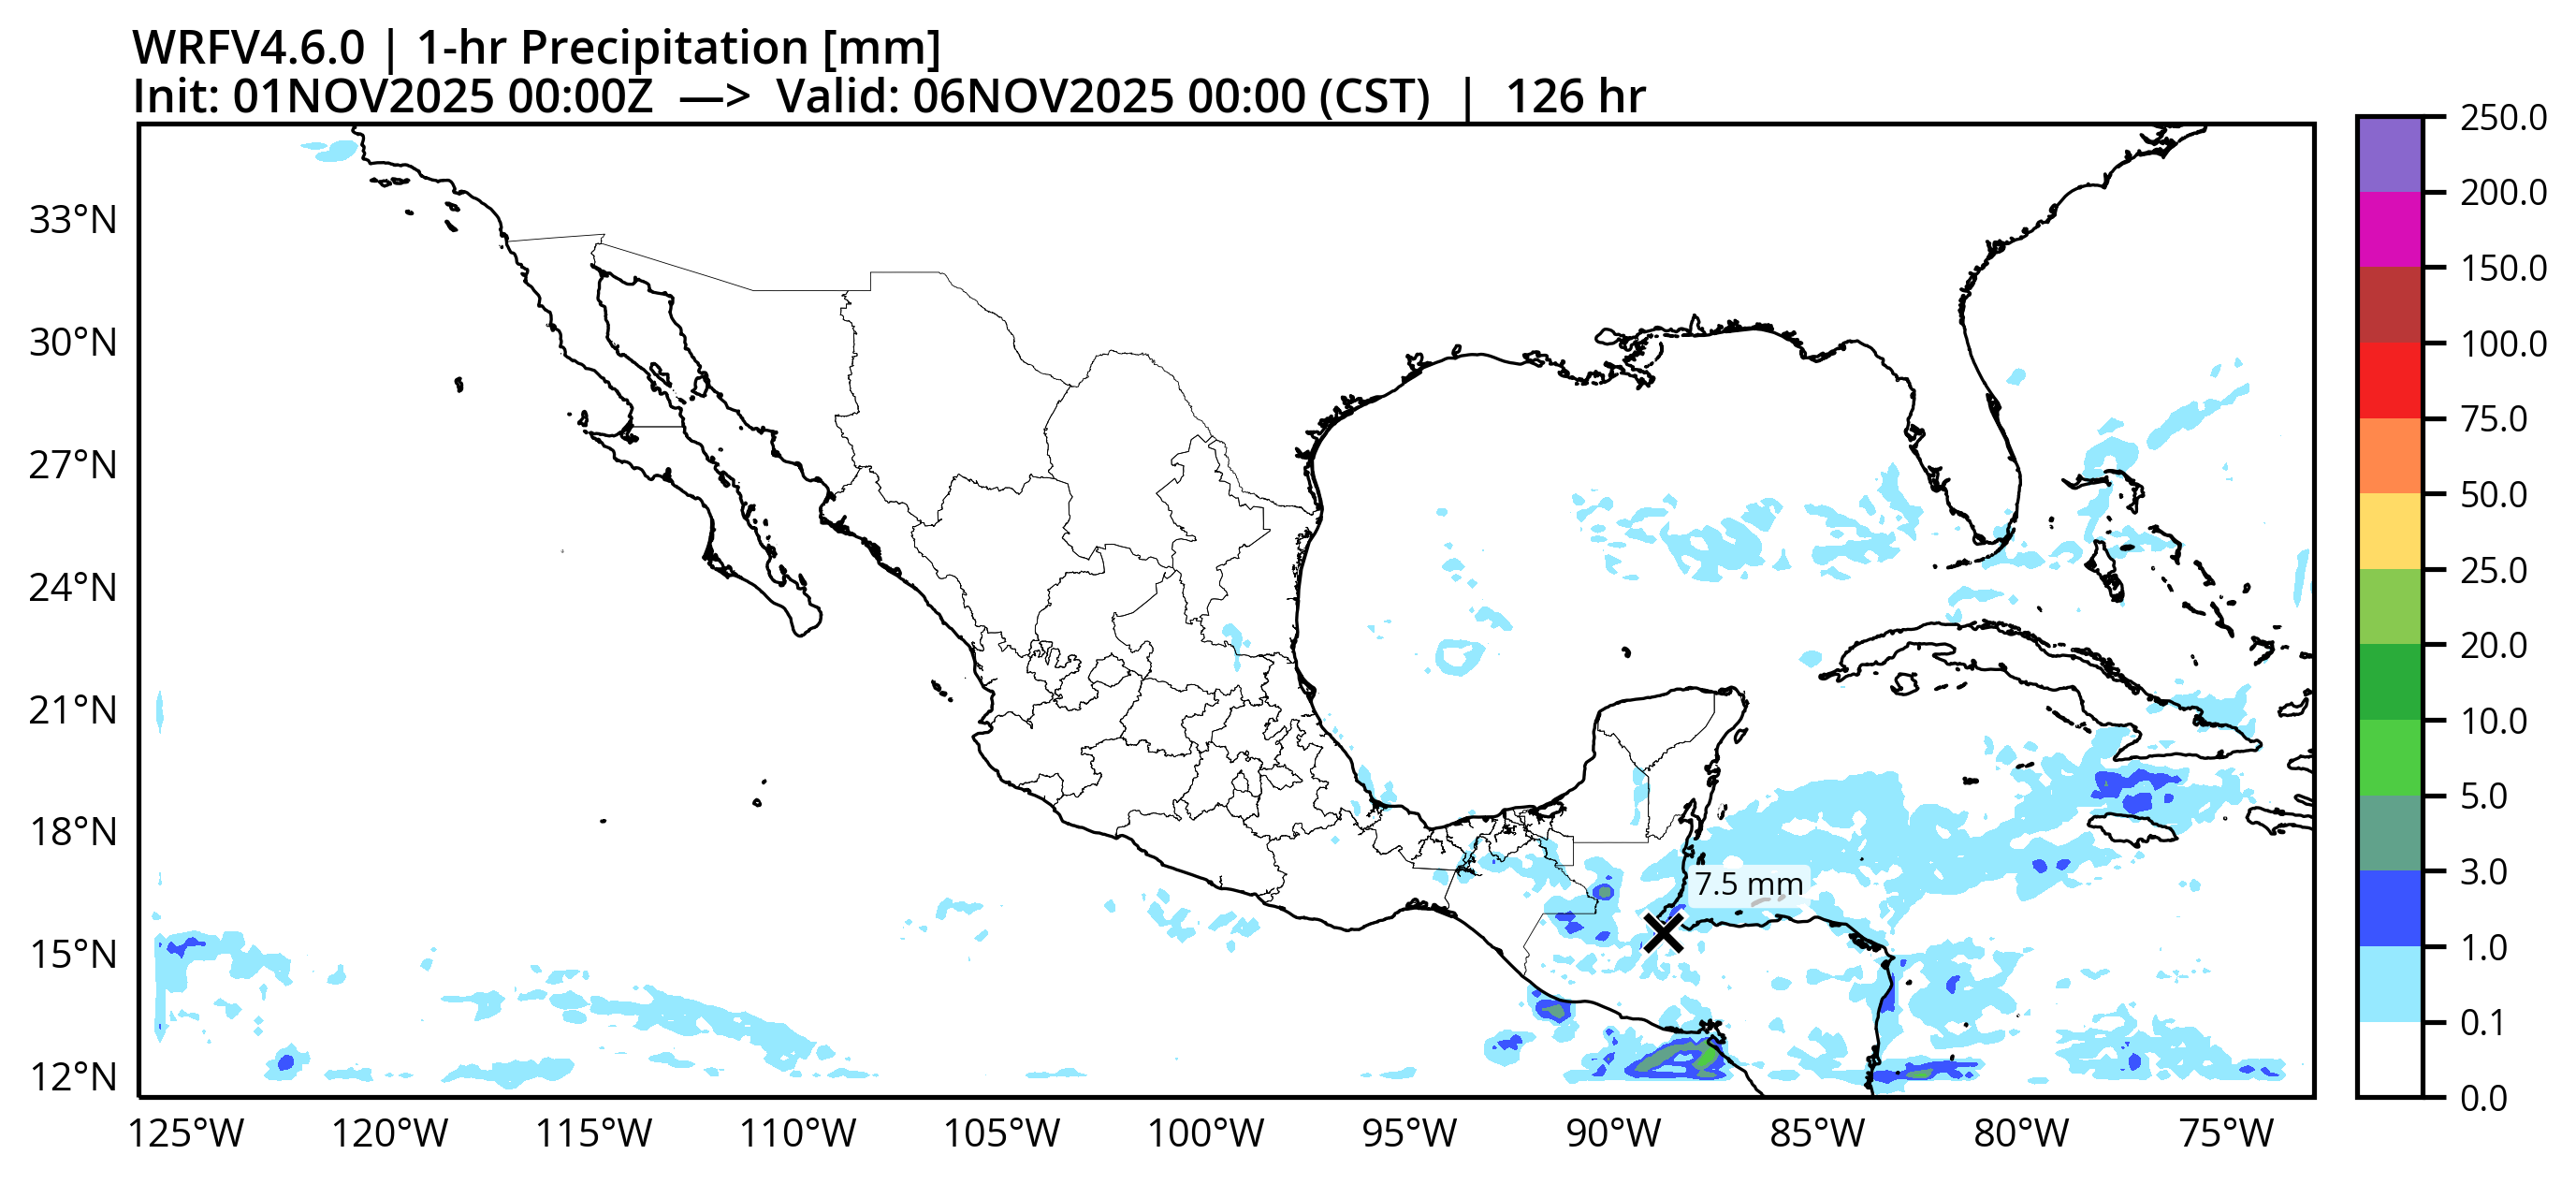 WRFV4.6.0 | 1-hr Precipitation [mm]
Init: 01NOV2025 00:00Z —> Valid: 06NOV2025 00:00 (CST) | 126 hr
33°N
30°N
27°N
24°N
21°N
18°N
15°N
12°N
125°W 120°W 115°W 110°W 105°W 100°W 95°W 90°W 85°W 80°W 75°W
7.5 mm
250.0
200.0
150.0
100.0
75.0
50.0
25.0
20.0
10.0
5.0
3.0
1.0
0.1
0.0